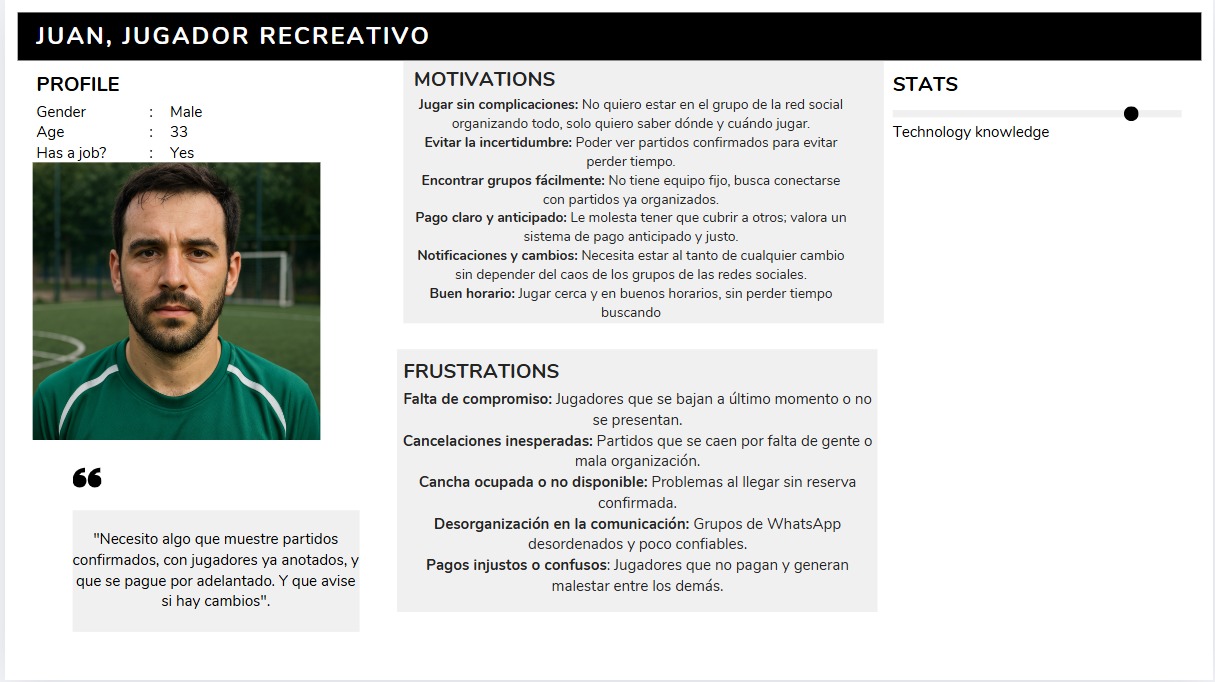 JUAN, JUGADOR RECREATIVO
PROFILE
Gender : Male
Age : 33
Has a job? : Yes
❝
"Necesito algo que muestre partidos
confirmados, con jugadores ya anotados, y
que se pague por adelantado. Y que avise
si hay cambios".
MOTIVATIONS
Jugar sin complicaciones: No quiero estar en el grupo de la red social
organizando todo, solo quiero saber dónde y cuándo jugar.
Evitar la incertidumbre: Poder ver partidos confirmados para evitar
perder tiempo.
Encontrar grupos fácilmente: No tiene equipo fijo, busca conectarse
con partidos ya organizados.
Pago claro y anticipado: Le molesta tener que cubrir a otros; valora un
sistema de pago anticipado y justo.
Notificaciones y cambios: Necesita estar al tanto de cualquier cambio
sin depender del caos de los grupos de las redes sociales.
Buen horario: Jugar cerca y en buenos horarios, sin perder tiempo
buscando
FRUSTRATIONS
Falta de compromiso: Jugadores que se bajan a último momento o no
se presentan.
Cancelaciones inesperadas: Partidos que se caen por falta de gente o
mala organización.
Cancha ocupada o no disponible: Problemas al llegar sin reserva
confirmada.
Desorganización en la comunicación: Grupos de WhatsApp
desordenados y poco confiables.
Pagos injustos o confusos: Jugadores que no pagan y generan
malestar entre los demás.
STATS
Technology knowledge